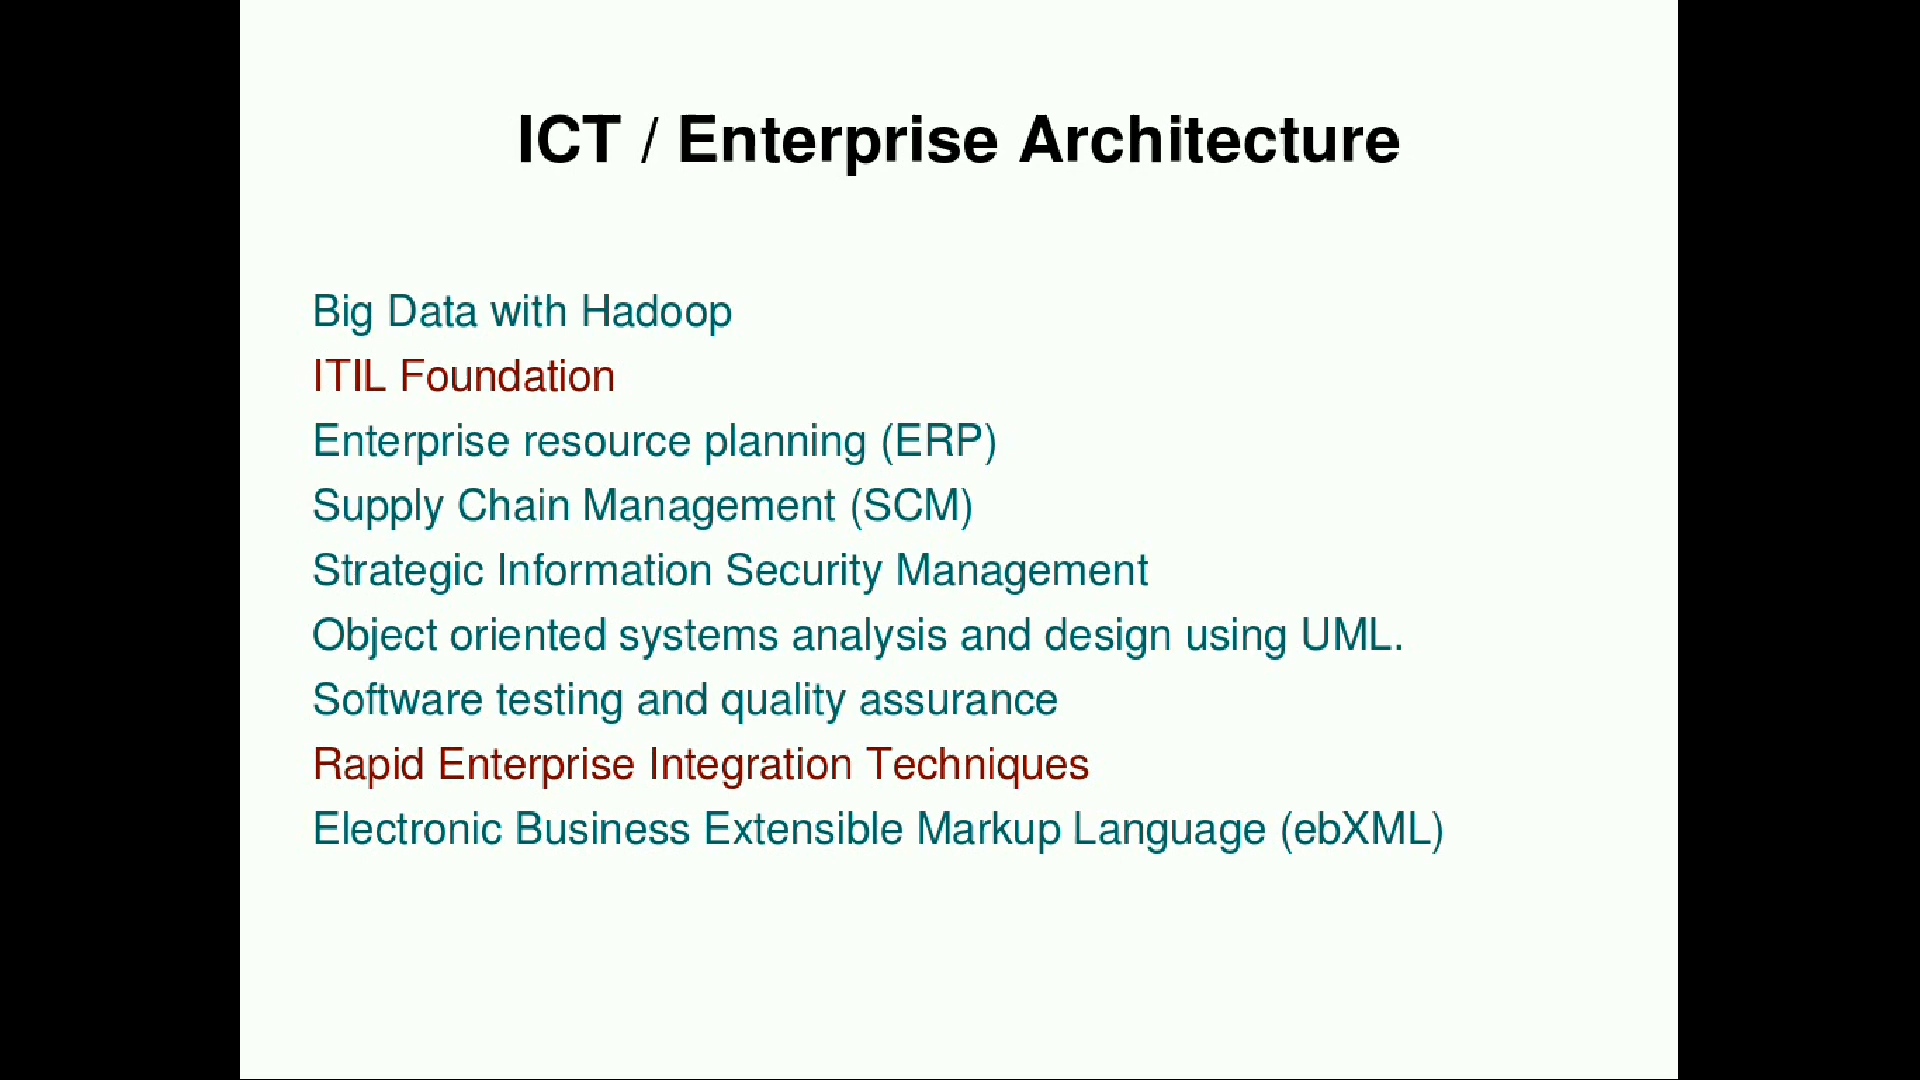 ICT / Enterprise Architecture
Big Data with Hadoop
ITIL Foundation
Enterprise resource planning (ERP)
Supply Chain Management (SCM)
Strategic Information Security Management
Object oriented systems analysis and design using UML.
Software testing and quality assurance
Rapid Enterprise Integration Techniques
Electronic Business Extensible Markup Language (ebXML)